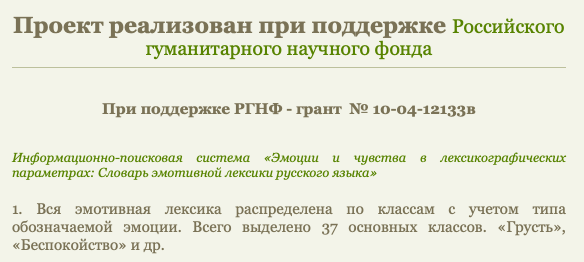 Проект реализован при поддержке Российского
гуманитарного научного фонда
При поддержке РГНФ - грант № 10-04-12133в
Информационно-поисковая система «Эмоции и чувства в лексикографических
параметрах: Словарь эмотивной лексики русского языка»
1. Вся эмотивная лексика распределена по классам с учетом типа
обозначаемой эмоции. Всего выделено 37 основных классов. «Грусть»,
«Беспокойство» и др.